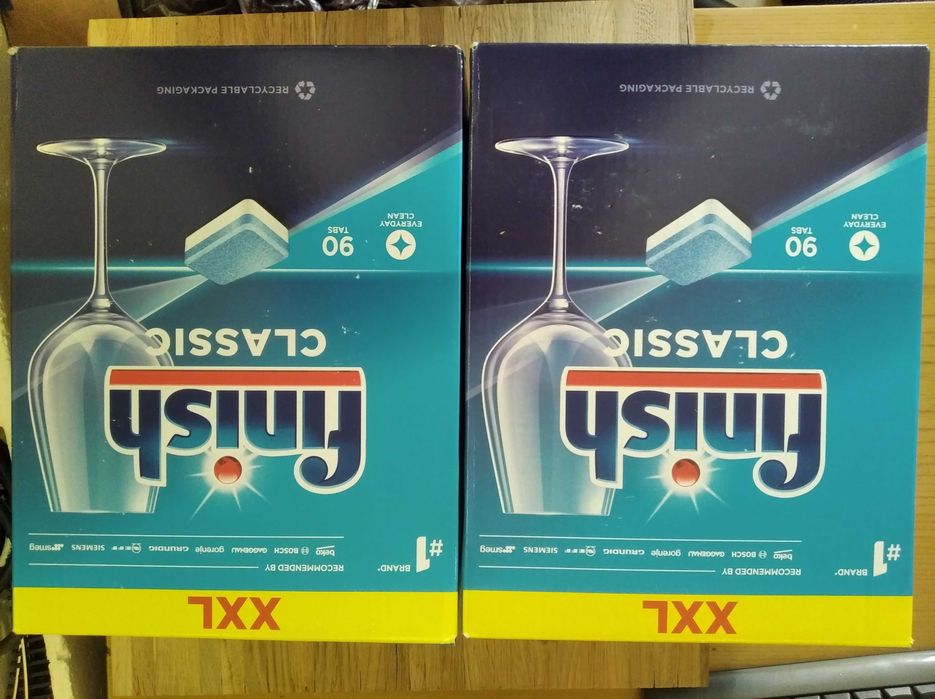 XXL
#1 BRAND*
RECOMMENDED BY
beko BOSCH GAGGENAU gorenje GRUNDIG SIEMENS smeg
finish
CLASSIC
EVERYDAY
CLEAN
90
TABS
RECYCLABLE PACKAGING
XXL
#1 BRAND*
RECOMMENDED BY
beko BOSCH GAGGENAU gorenje GRUNDIG SIEMENS smeg
finish
CLASSIC
EVERYDAY
CLEAN
90
TABS
RECYCLABLE PACKAGING